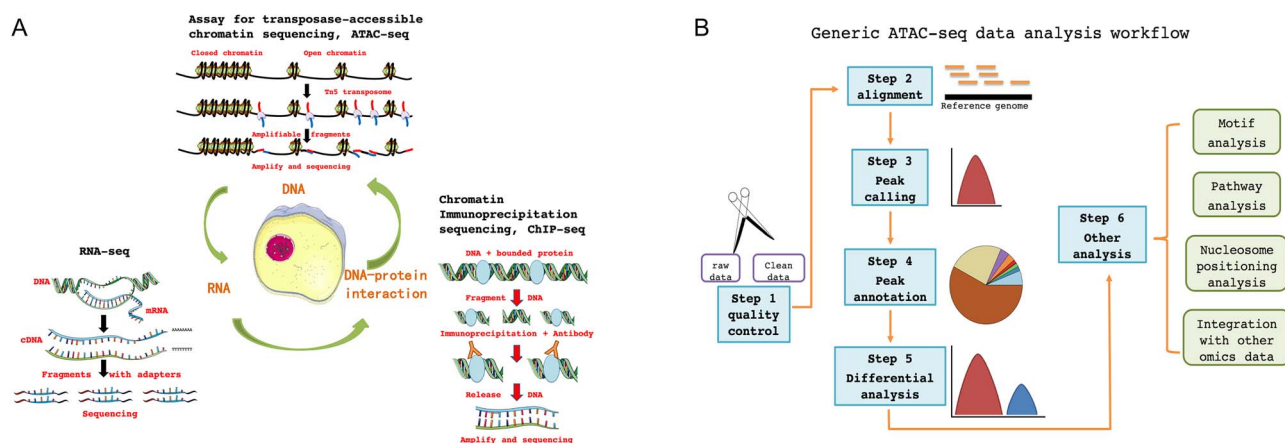 A
Assay for transposase-accessible
chromatin sequencing, ATAC-seq
Closed chromatin
Open chromatin
Tn5 transposome
Amplifiable fragments
Amplify and sequencing
DNA
RNA
DNA-protein
interaction
RNA-seq
DNA
mRNA
cDNA
AAAAAAAA
TTTTTTTT
Fragments with adapters
Sequencing
Chromatin
Immunoprecipitation
sequencing, ChIP-seq
DNA + bounded protein
Fragment DNA
Immunoprecipitation + Antibody
Release DNA
Amplify and sequencing
B
Generic ATAC-seq data analysis workflow
raw
data
Clean
data
Step 1
quality
control
Step 2
alignment
Reference genome
Step 3
Peak
calling
Step 4
Peak
annotation
Step 5
Differential
analysis
Step 6
Other
analysis
Motif
analysis
Pathway
analysis
Nucleosome
positioning
analysis
Integration
with other
omics data